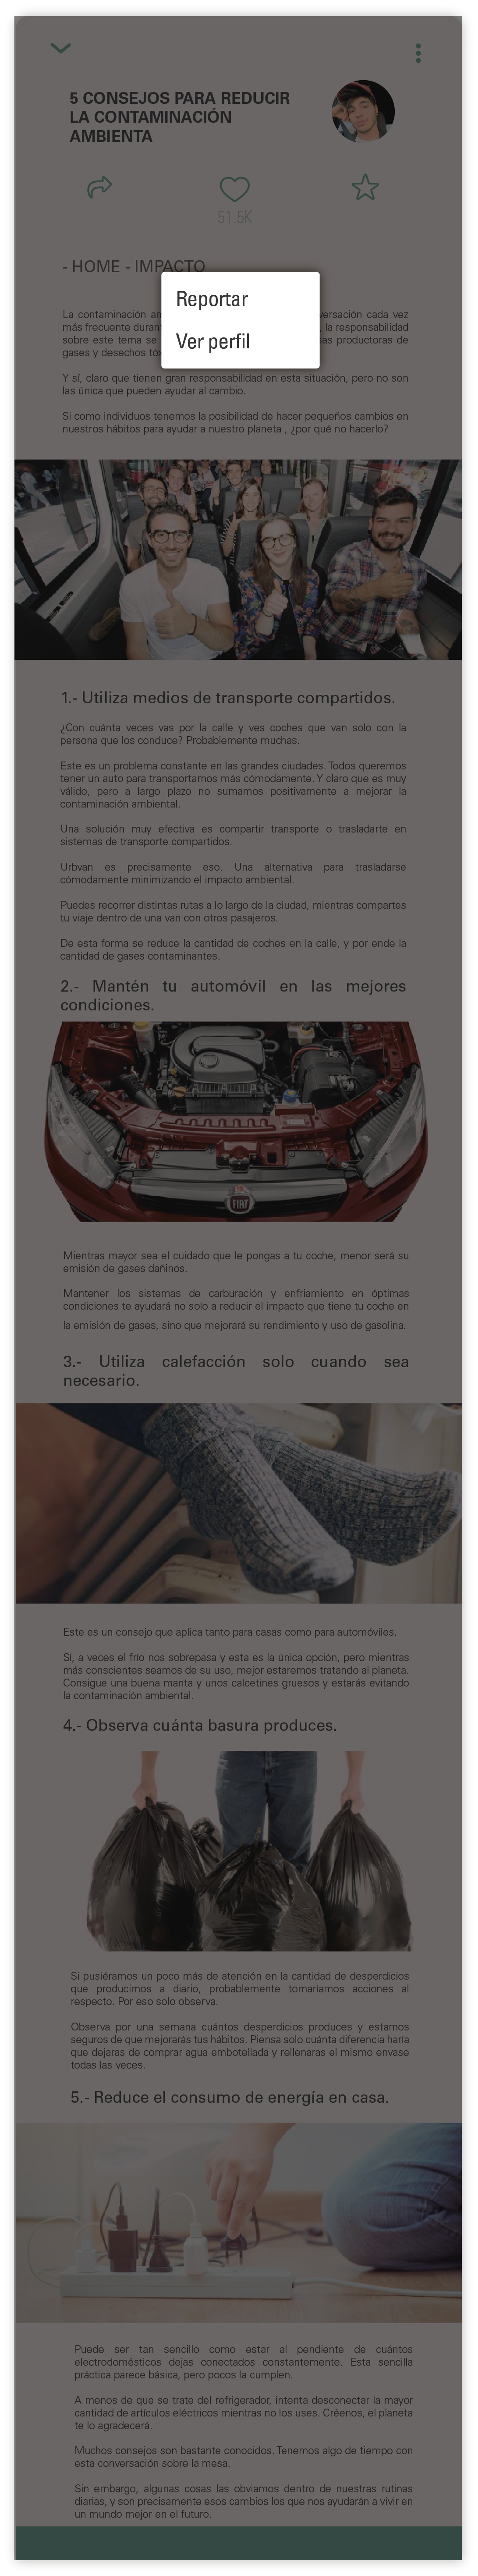 5 CONSEJOS PARA REDUCIR
LA CONTAMINACIÓN
AMBIENTA
51.5K
- HOME - IMPACTO
Reportar
Ver perfil
La contaminación versación cada vez
más frecuente durant , la responsabilidad
sobre este tema se as productoras de
gases y desechos
Y sí, claro que tienen gran responsabilidad en esta situación, pero no son
las única que pueden ayudar al cambio.
Si como individuos tenemos la posibilidad de hacer pequeños cambios en
nuestros hábitos para ayudar a nuestro planeta , ¿por qué no hacerlo?
1.- Utiliza medios de transporte compartidos.
¿Con cuánta veces vas por la calle y ves coches que van solo con la
persona que los conduce? Probablemente muchas.
Este es un problema constante en las grandes ciudades. Todos queremos
tener un auto para transportarnos más cómodamente. Y claro que es muy
válido, pero a largo plazo no sumamos positivamente a mejorar la
contaminación ambiental.
Una solución muy efectiva es compartir transporte o trasladarte en
sistemas de transporte compartidos.
Urbvan es precisamente eso. Una alternativa para trasladarse
cómodamente minimizando el impacto ambiental.
Puedes recorrer distintas rutas a lo largo de la ciudad, mientras compartes
tu viaje dentro de una van con otros pasajeros.
De esta forma se reduce la cantidad de coches en la calle, y por ende la
cantidad de gases contaminantes.
2.- Mantén tu automóvil en las mejores
condiciones.
FIAT
Mientras mayor sea el cuidado que le pongas a tu coche, menor será su
emisión de gases dañinos.
Mantener los sistemas de carburación y enfriamiento en óptimas
condiciones te ayudará no solo a reducir el impacto que tiene tu coche en
la emisión de gases, sino que mejorará su rendimiento y uso de gasolina.
3.- Utiliza calefacción solo cuando sea
necesario.
Este es un consejo que aplica tanto para casas como para automóviles.
Sí, a veces el frío nos sobrepasa y esta es la única opción, pero mientras
más conscientes seamos de su uso, mejor estaremos tratando al planeta.
Consigue una buena manta y unos calcetines gruesos y estarás evitando
la contaminación ambiental.
4.- Observa cuánta basura produces.
Si pusiéramos un poco más de atención en la cantidad de desperdicios
que producimos a diario, probablemente tomaríamos acciones al
respecto. Por eso solo observa.
Observa por una semana cuántos desperdicios produces y estamos
seguros de que mejorarás tus hábitos. Piensa solo cuánta diferencia haría
que dejaras de comprar agua embotellada y rellenaras el mismo envase
todas las veces.
5.- Reduce el consumo de energía en casa.
Puede ser tan sencillo como estar al pendiente de cuántos
electrodomésticos dejas conectados constantemente. Esta sencilla
práctica parece básica, pero pocos la cumplen.
A menos de que se trate del refrigerador, intenta desconectar la mayor
cantidad de artículos eléctricos mientras no los uses. Créenos, el planeta
te lo agradecerá.
Muchos consejos son bastante conocidos. Tenemos algo de tiempo con
esta conversación sobre la mesa.
Sin embargo, algunas cosas las obviamos dentro de nuestras rutinas
diarias, y son precisamente esos cambios los que nos ayudarán a vivir en
un mundo mejor en el futuro.